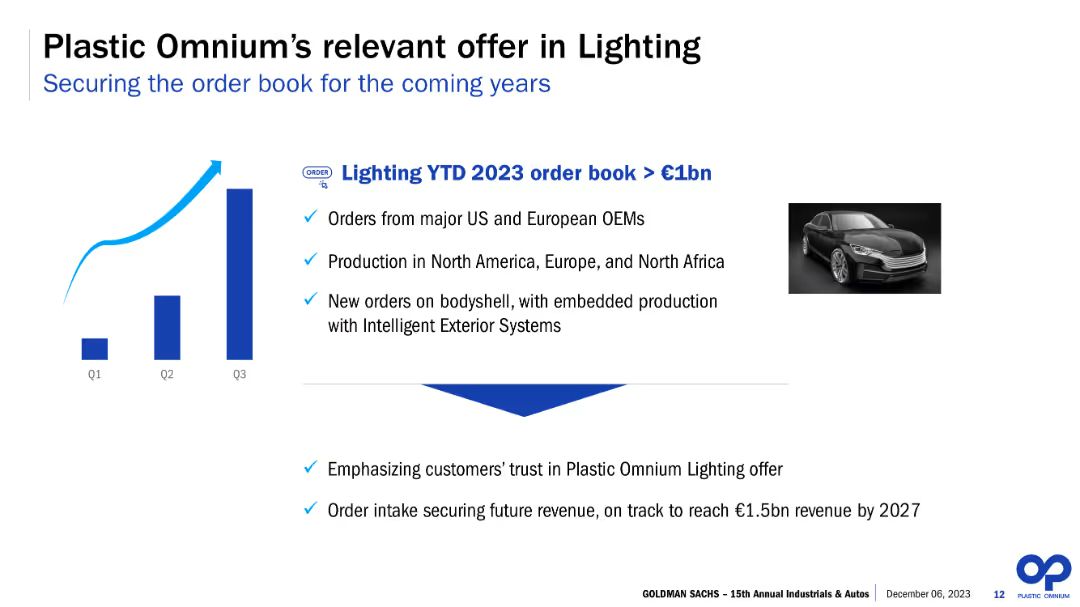 Plastic Omnium's relevant offer in Lighting
Securing the order book for the coming years
ORDER
Lighting YTD 2023 order book > €1bn
Orders from major US and European OEMs
Production in North America, Europe, and North Africa
New orders on bodyshell, with embedded production
with Intelligent Exterior Systems
Q1
Q2
Q3
Emphasizing customers' trust in Plastic Omnium Lighting offer
Order intake securing future revenue, on track to reach €1.5bn revenue by 2027
GOLDMAN SACHS – 15th Annual Industrials & Autos
December 06, 2023
12
PLASTIC OMNIUM